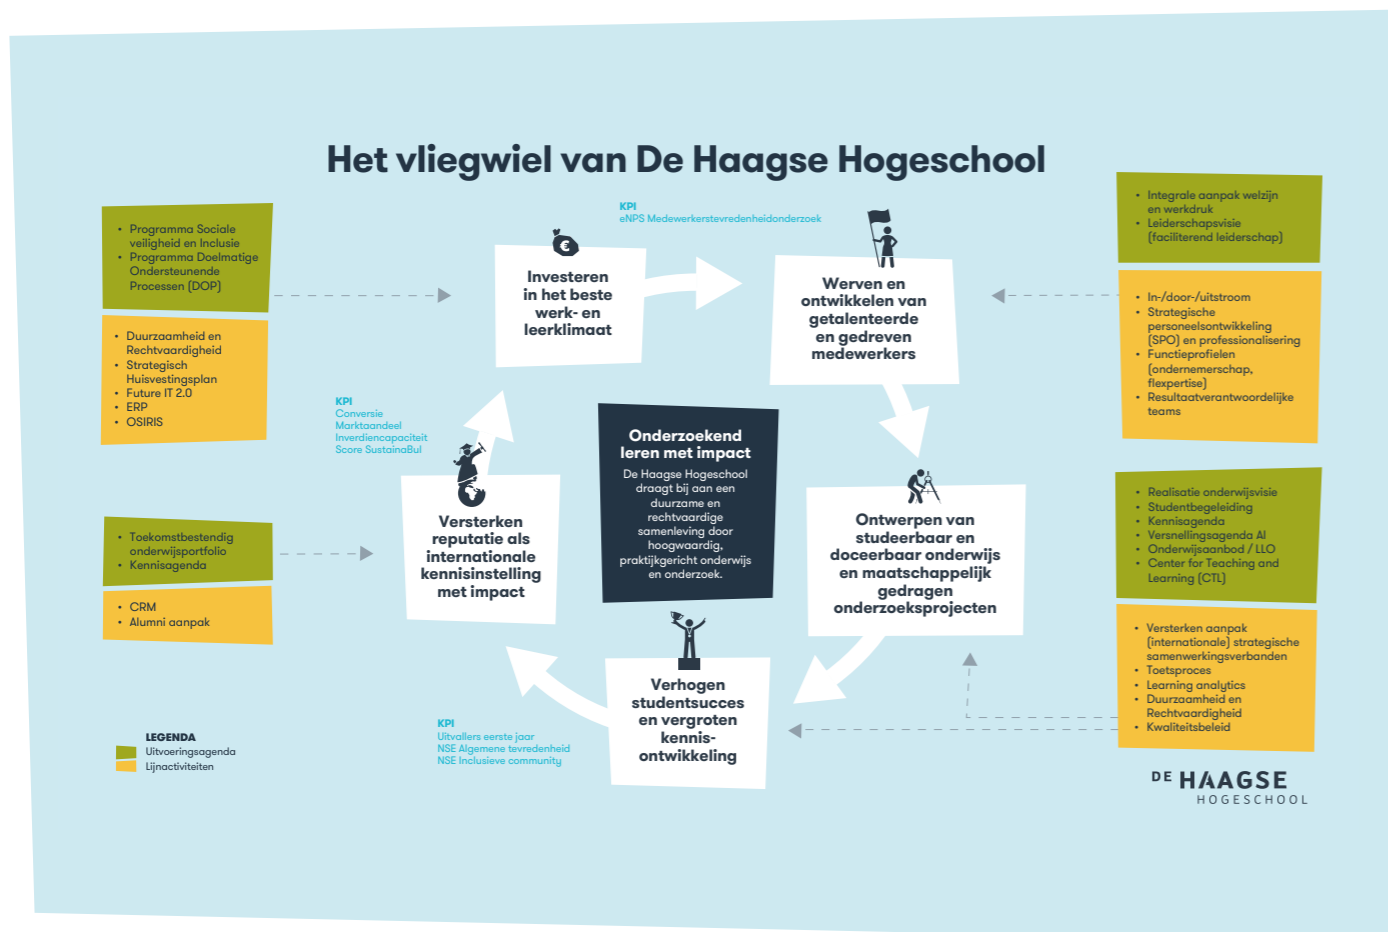 Het vliegwiel van De Haagse Hogeschool
• Programma Sociale
veiligheid en Inclusie
• Programma Doelmatige
Ondersteunende
Processen (DOP)
• Duurzaamheid en
Rechtvaardigheid
• Strategisch
Huisvestingsplan
• Future IT 2.0
• ERP
• OSIRIS
KPI
eNPS Medewerkerstevredenheidonderzoek
€
Investeren
in het beste
werk- en
leerklimaat
Werven en
ontwikkelen van
getalenteerde
en gedreven
medewerkers
• Integrale aanpak welzijn
en werkdruk
• Leiderschapsvisie
(faciliterend leiderschap)
• In-/door-/uitstroom
• Strategische
personeelsontwikkeling
(SPO) en professionalisering
• Functieprofielen
(ondernemerschap,
flexpertise)
• Resultaatverantwoordelijke
teams
KPI
Conversie
Marktaandeel
Inverdiencapaciteit
Score SustainaBul
Onderzoekend
leren met impact
De Haagse Hogeschool
draagt bij aan een
duurzame en
rechtvaardige
samenleving door
hoogwaardig,
praktijkgericht onderwijs
en onderzoek.
• Toekomstbestendig
onderwijsportfolio
• Kennisagenda
• CRM
• Alumni aanpak
Versterken
reputatie als
internationale
kennisinstelling
met impact
Ontwerpen van
studeerbaar en
doceerbaar onderwijs
en maatschappelijk
gedragen
onderzoeksprojecten
• Realisatie onderwijsvisie
• Studentbegeleiding
• Kennisagenda
• Versnellingsagenda AI
• Onderwijsaanbod / LLO
• Center for Teaching and
Learning (CTL)
• Versterken aanpak
(internationale) strategische
samenwerkingsverbanden
• Toetsproces
• Learning analytics
• Duurzaamheid en
Rechtvaardigheid
• Kwaliteitsbeleid
Verhogen
studentsucces
en vergroten
kennis-
ontwikkeling
KPI
Uitvallers eerste jaar
NSE Algemene tevredenheid
NSE Inclusieve community
LEGENDA
Uitvoeringsagenda
Lijnactiviteiten
DE HAAGSE
HOGESCHOOL